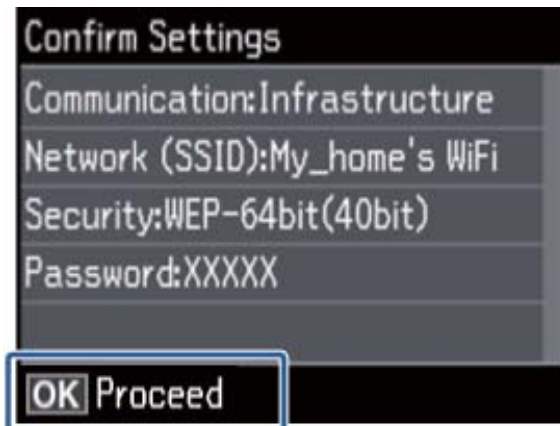 Confirm Settings
Communication:Infrastructure
Network (SSID):My_home's WiFi
Security:WEP-64bit(40bit)
Password:XXXXX
OK Proceed